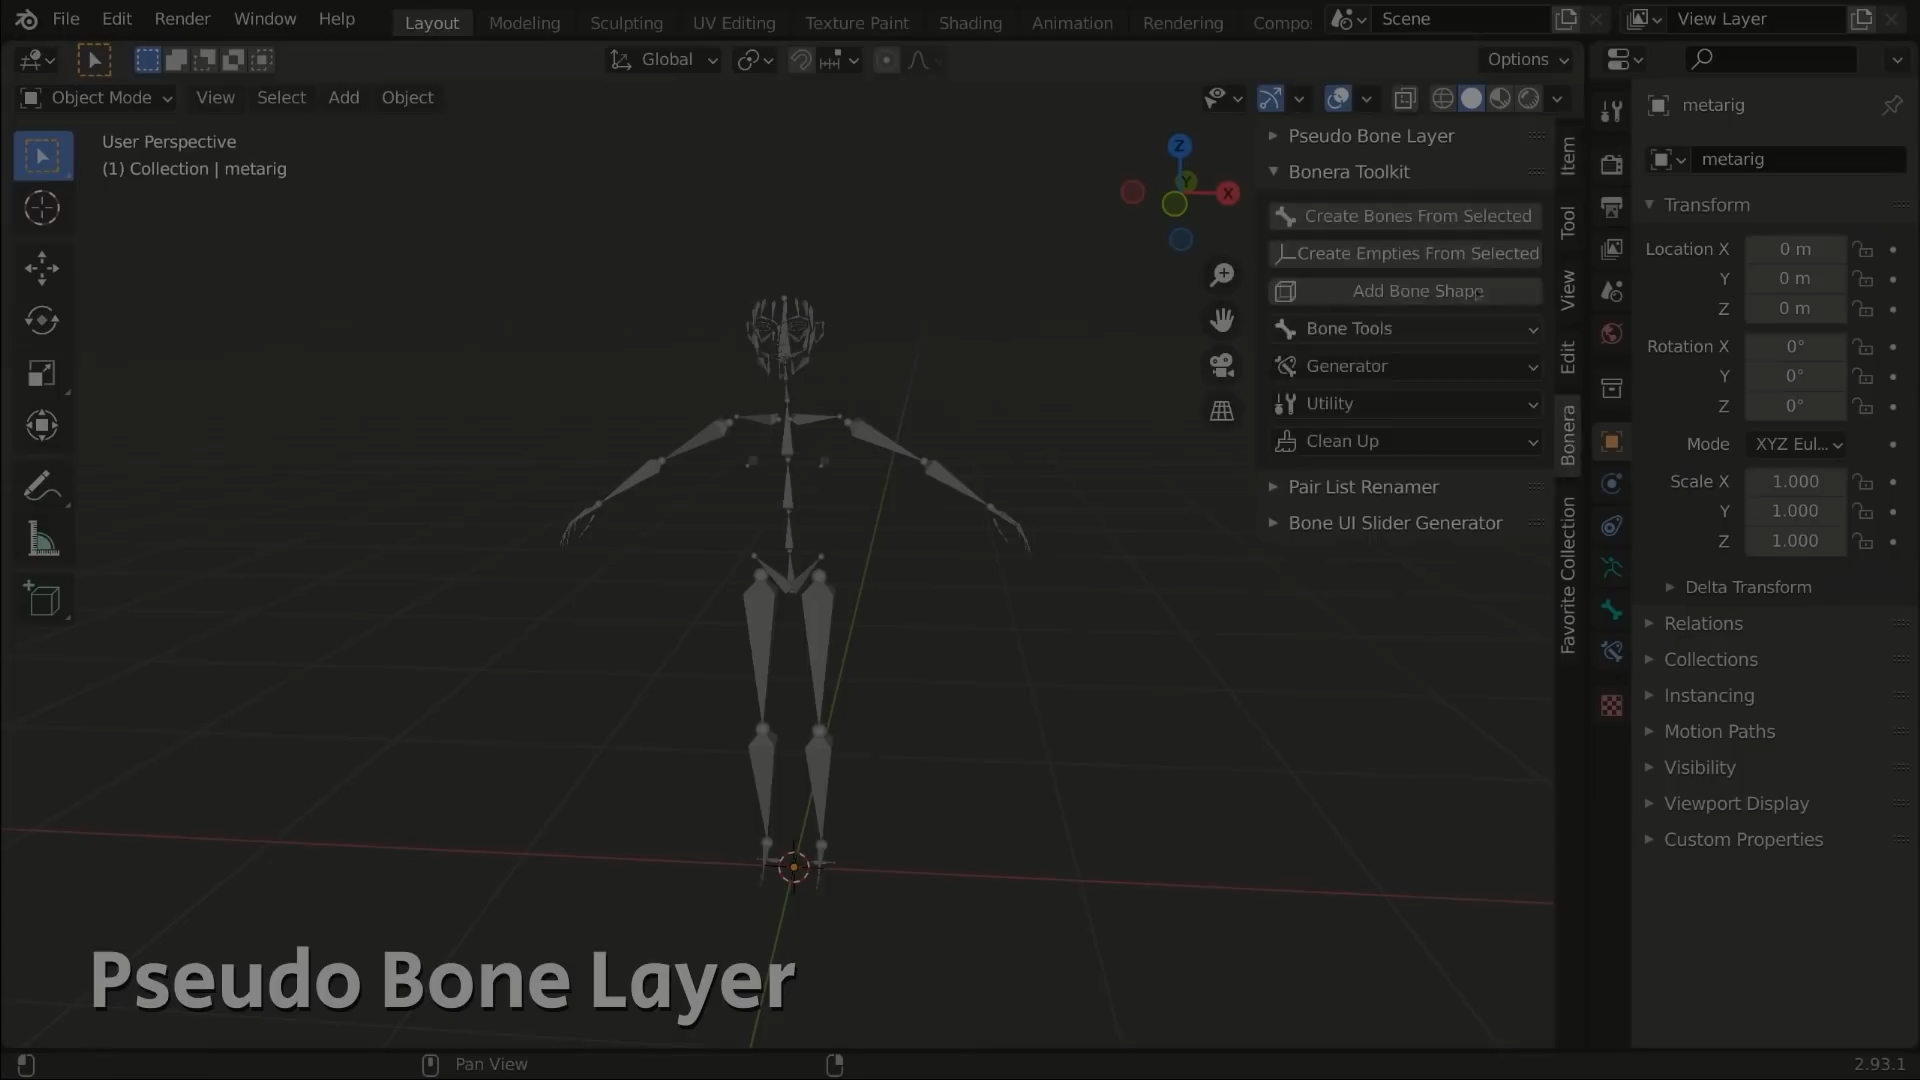 File Edit Render Window Help Layout Modeling Sculpting UV Editing Texture Paint Shading Animation Rendering Compo Scene View Layer
Global Options
Object Mode View Select Add Object
User Perspective
(1) Collection | metarig
Z
Y
X
Pseudo Bone Layer
Bonera Toolkit
Create Bones From Selected
Create Empties From Selected
Add Bone Shape
Bone Tools
Generator
Utility
Clean Up
Pair List Renamer
Bone UI Slider Generator
Item
Tool
View
Edit
Bonera
Favorite Collection
metarig
metarig
Transform
Location X 0 m
Y 0 m
Z 0 m
Rotation X 0°
Y 0°
Z 0°
Mode XYZ Eul...
Scale X 1.000
Y 1.000
Z 1.000
Delta Transform
Relations
Collections
Instancing
Motion Paths
Visibility
Viewport Display
Custom Properties
Pseudo Bone Layer
Pan View
2.93.1